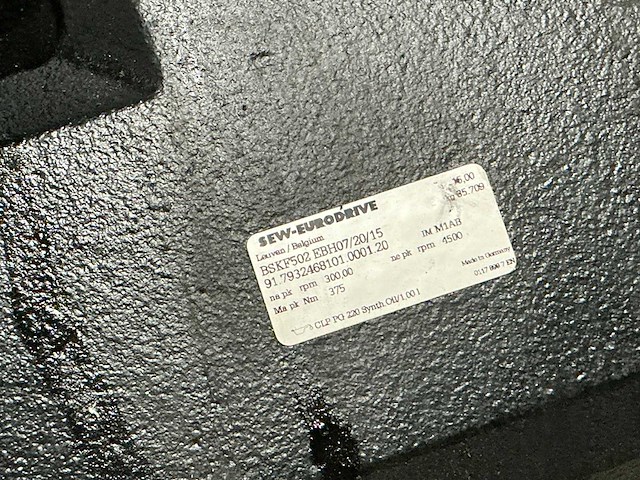 SEW-EURODRIVE
Louvain / Belgium
BSKF502 EBH07/20/15
91.7932468101.0001.20 IM M1AB
na pk rpm 300.00 ne pk rpm 4500
Ma pk Nm 375
CLP PG 220 Synth Oil/1,00 l
Made in Germany